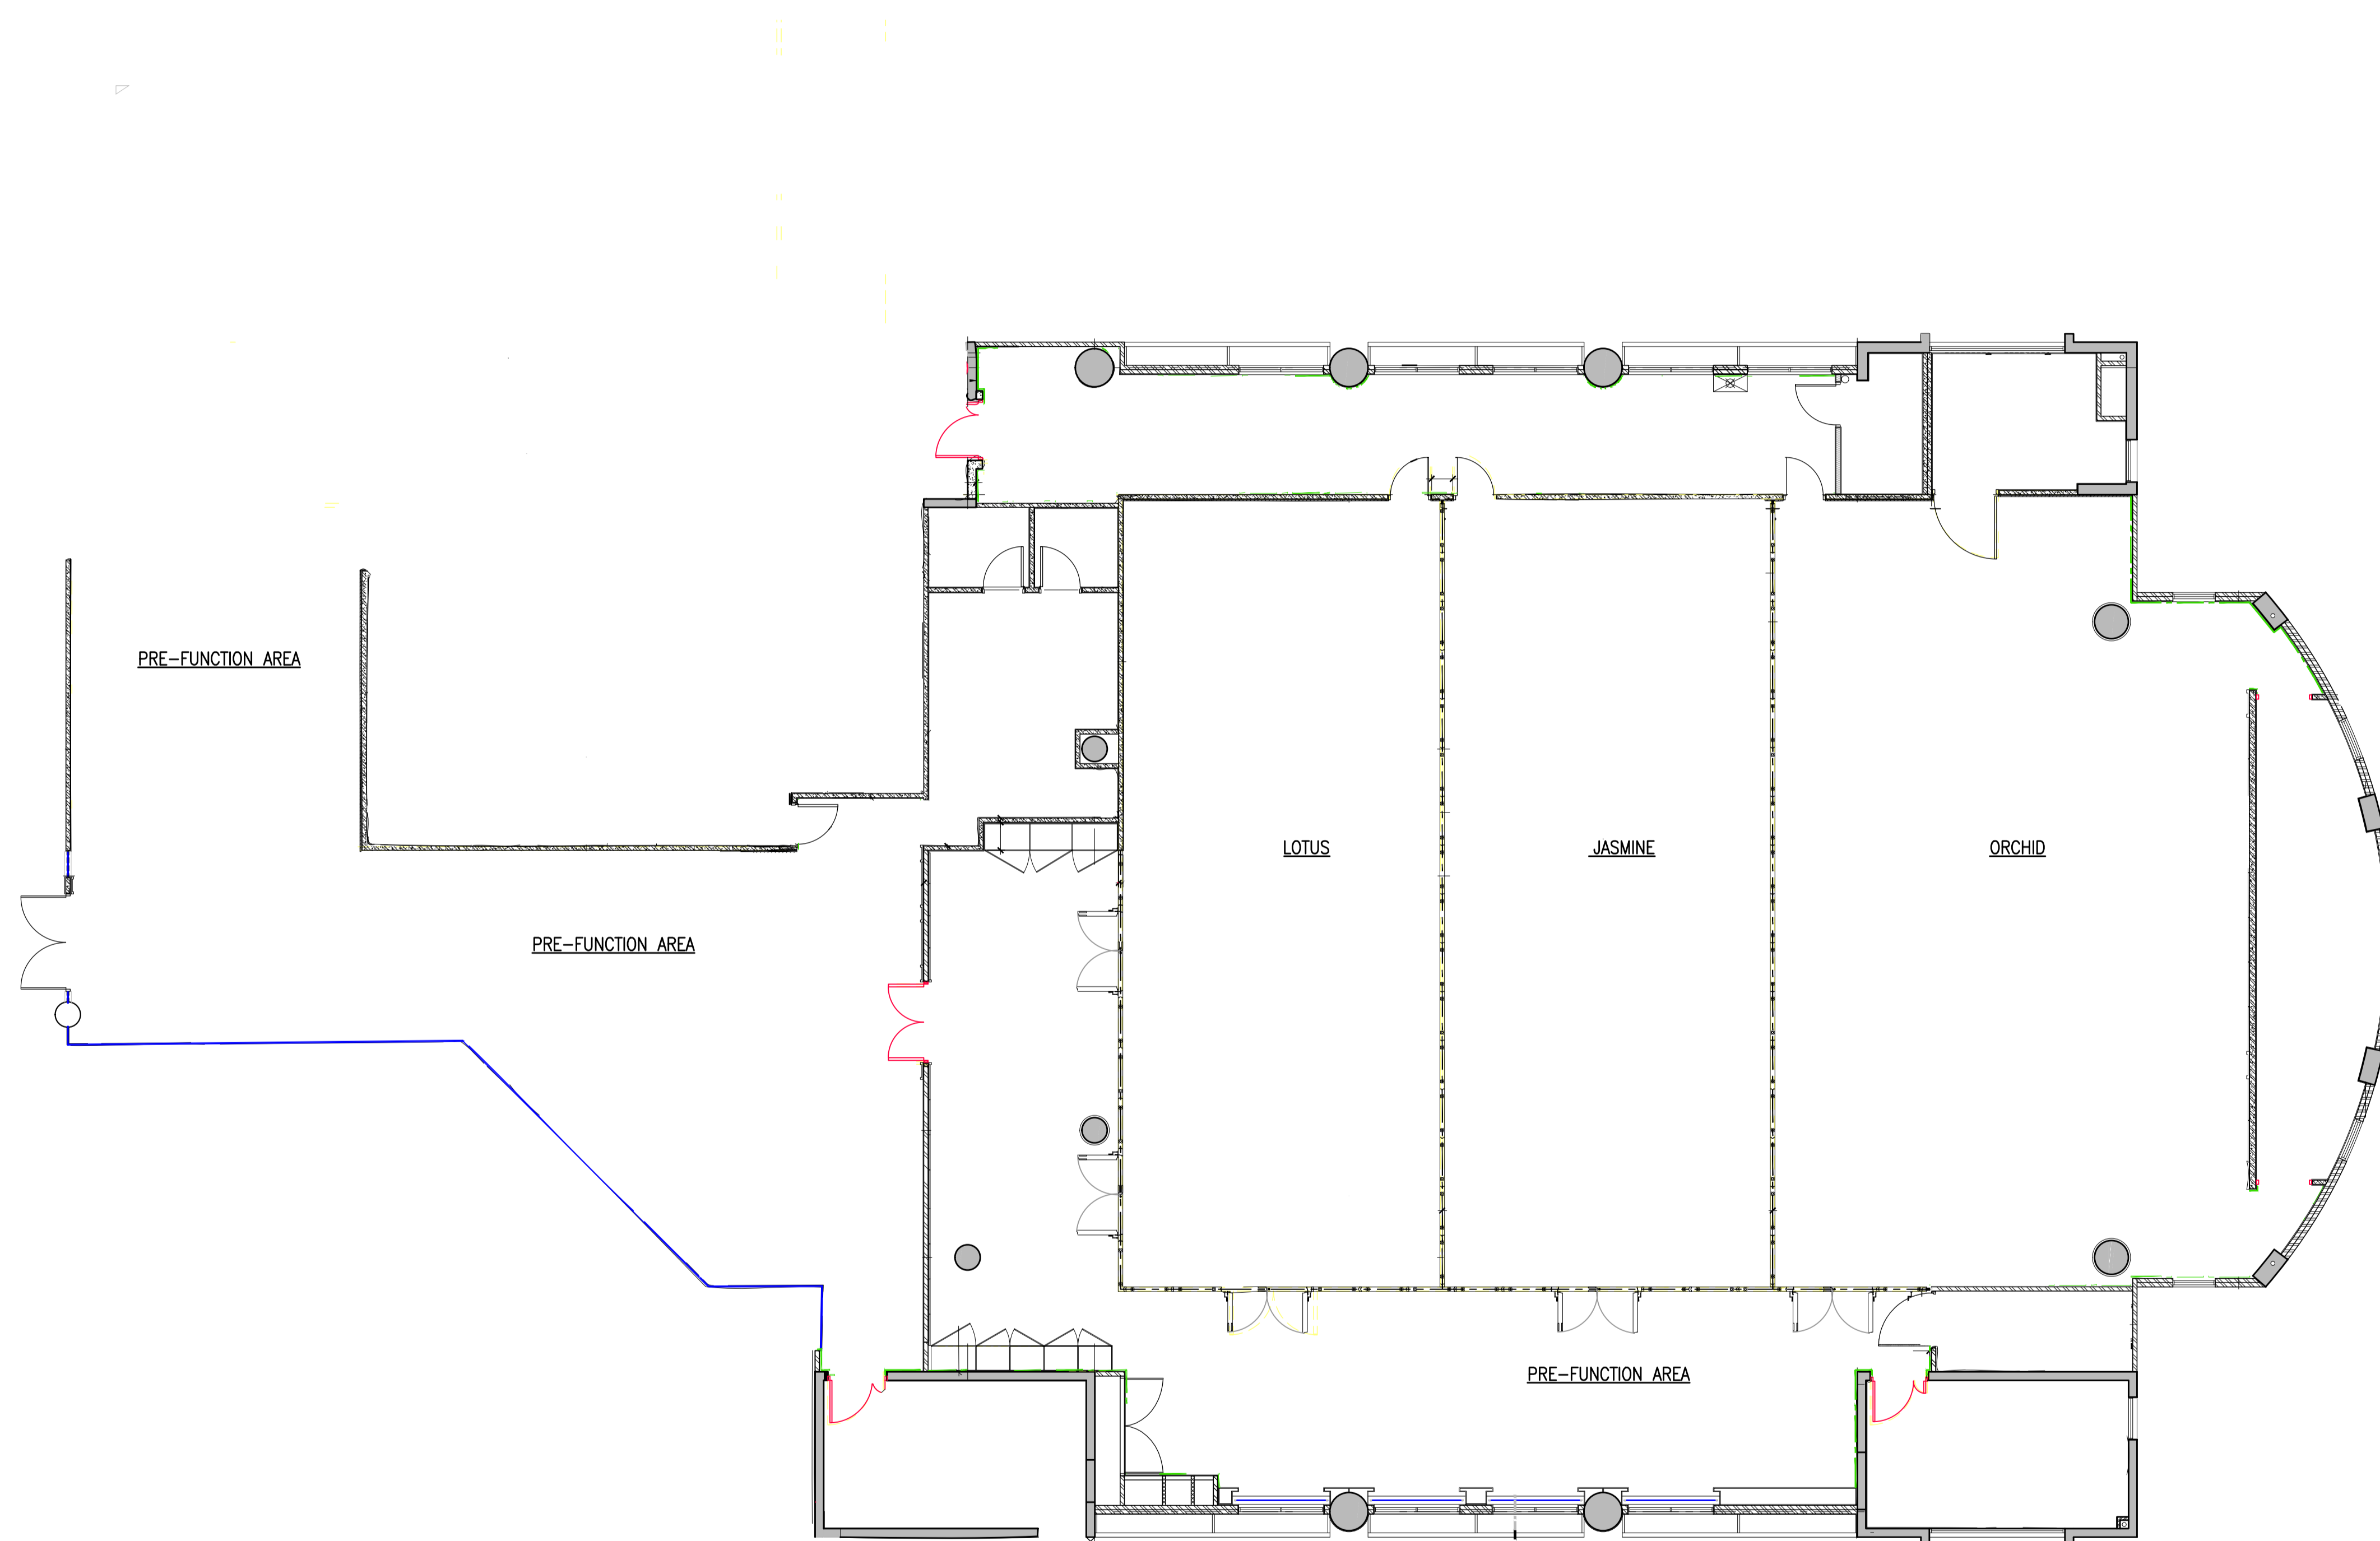 PRE-FUNCTION AREA
LOTUS
JASMINE
ORCHID
PRE-FUNCTION AREA
PRE-FUNCTION AREA